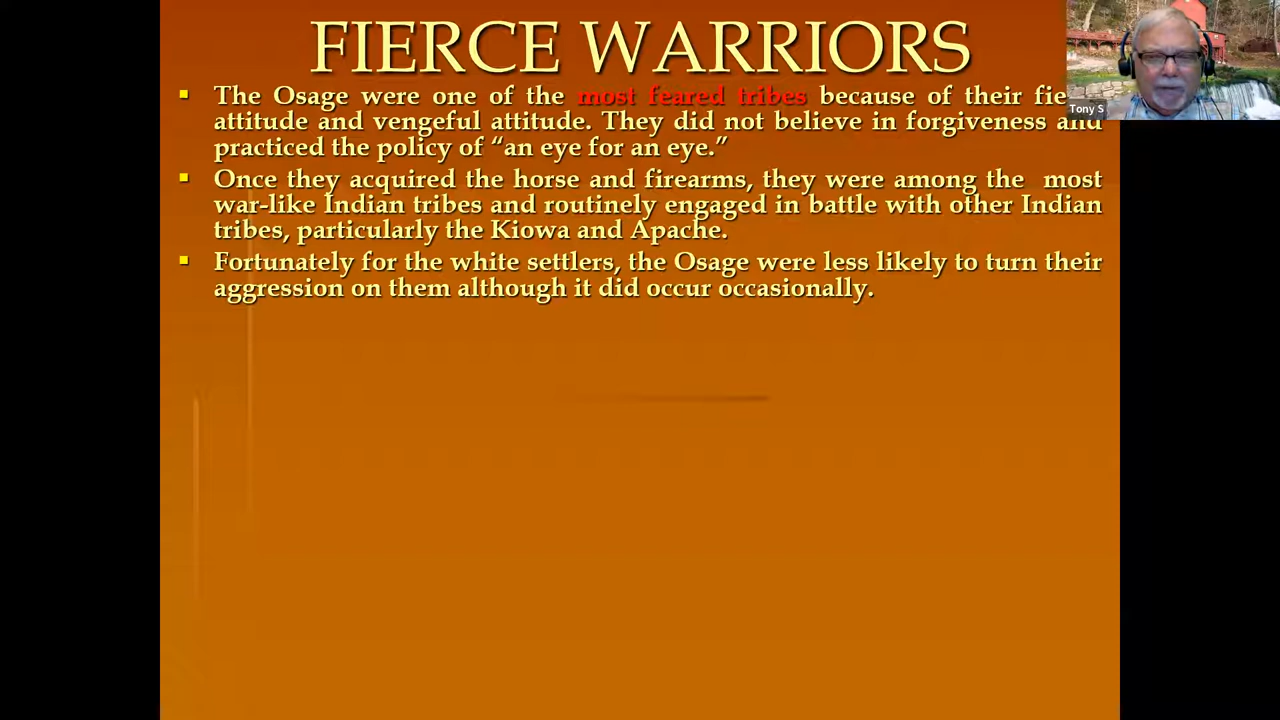 FIERCE WARRIORS
▪ The Osage were one of the most feared tribes because of their
attitude and vengeful attitude. They did not believe in forgiveness and
practiced the policy of “an eye for an eye.”
▪ Once they acquired the horse and firearms, they were among the most
war-like Indian tribes and routinely engaged in battle with other Indian
tribes, particularly the Kiowa and Apache.
▪ Fortunately for the white settlers, the Osage were less likely to turn their
aggression on them although it did occur occasionally.
Tony S